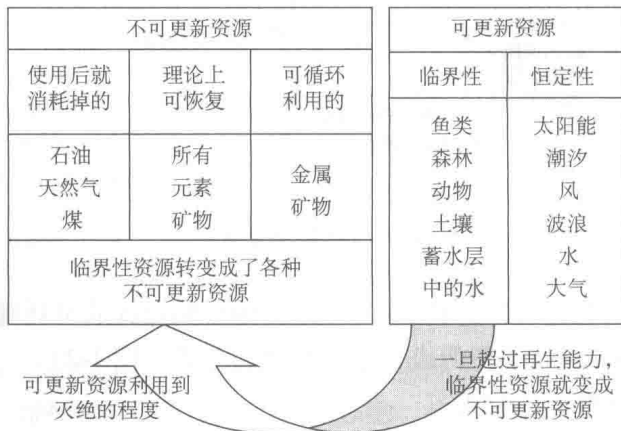 不可更新资源
使用后就
消耗掉的
理论上
可恢复
可循环
利用的
石油
天然气
煤
所有
元素
矿物
金属
矿物
临界性资源转变成了各种
不可更新资源
可更新资源
临界性
恒定性
鱼类
森林
动物
土壤
蓄水层
中的水
太阳能
潮汐
风
波浪
水
大气
可更新资源利用到
灭绝的程度
一旦超过再生能力，
临界性资源就变成
不可更新资源